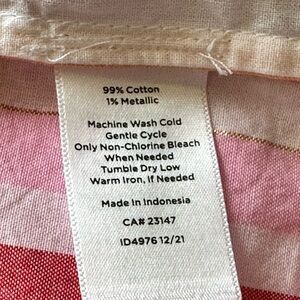 99% Cotton
1% Metallic
Machine Wash Cold
Gentle Cycle
Only Non-Chlorine Bleach
When Needed
Tumble Dry Low
Warm Iron, If Needed
Made in Indonesia
CA# 23147
ID4976 12/21